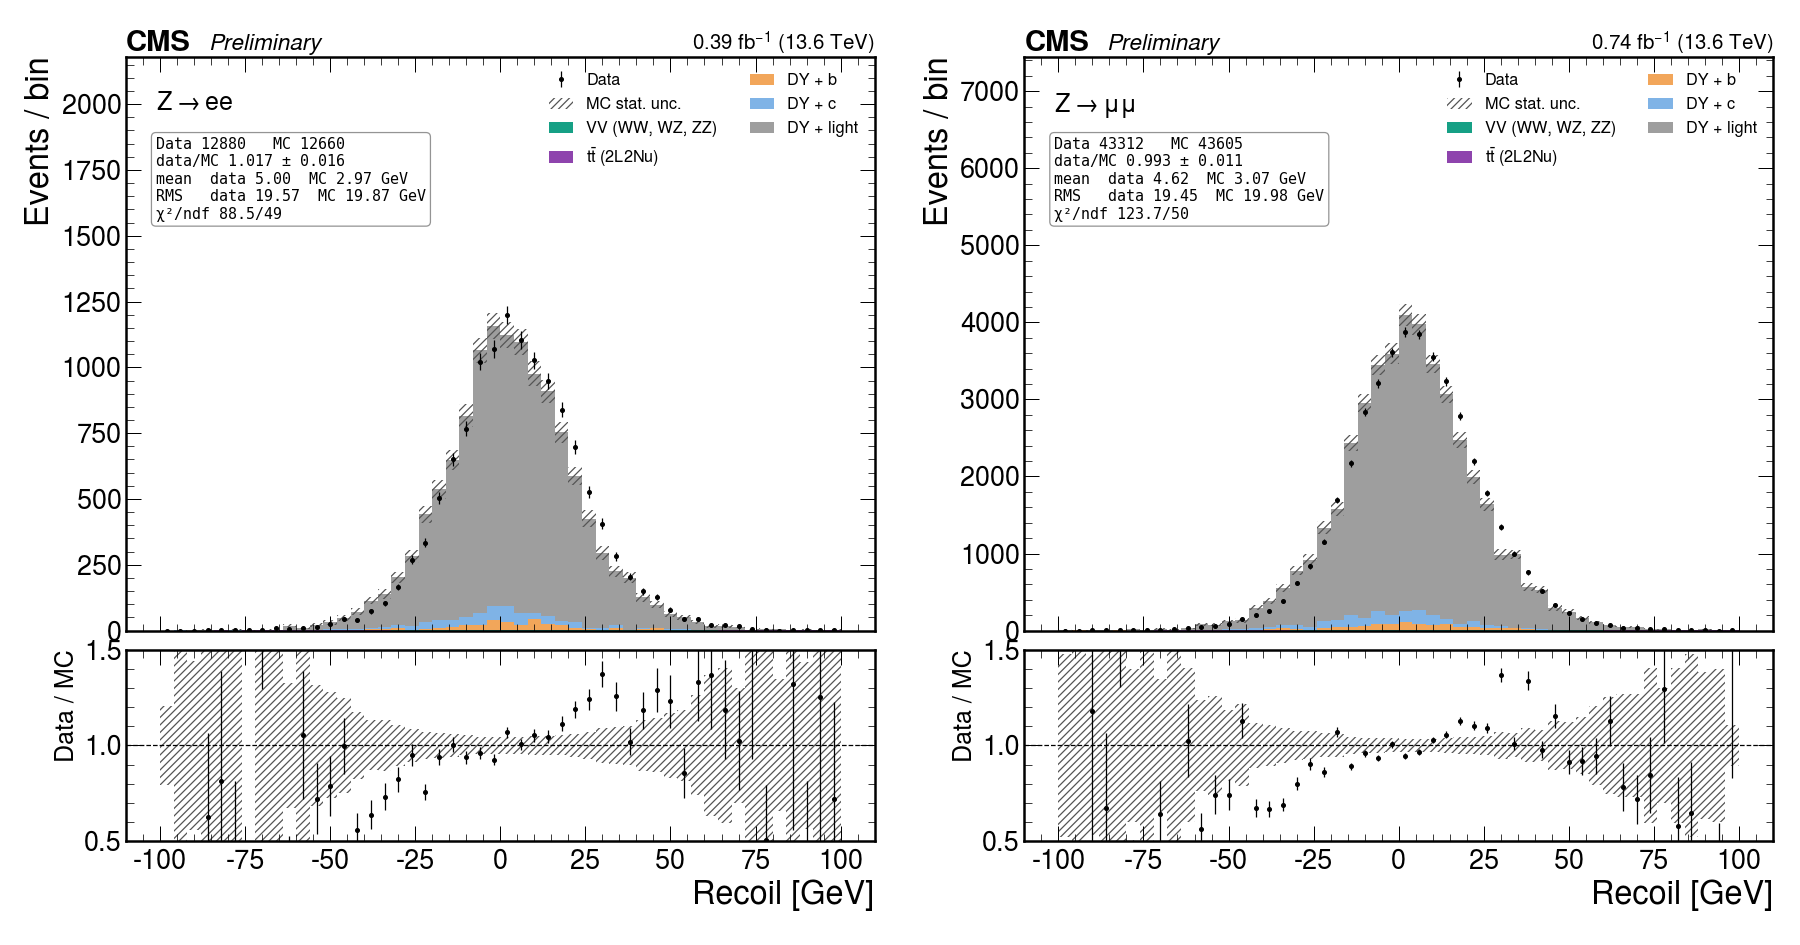 CMS Preliminary 0.39 fb⁻¹ (13.6 TeV)
Events / bin
Z → ee
Data 12880   MC 12660
data/MC 1.017 ± 0.016
mean  data 5.00  MC 2.97 GeV
RMS   data 19.57  MC 19.87 GeV
χ²/ndf 88.5/49
Data
MC stat. unc.
VV (WW, WZ, ZZ)
tt̄ (2L2Nu)
DY + b
DY + c
DY + light
2000
1750
1500
1250
1000
750
500
250
0
Data / MC
1.5
1.0
0.5
-100 -75 -50 -25 0 25 50 75 100
Recoil [GeV]
CMS Preliminary 0.74 fb⁻¹ (13.6 TeV)
Events / bin
Z → μμ
Data 43312   MC 43605
data/MC 0.993 ± 0.011
mean  data 4.62  MC 3.07 GeV
RMS   data 19.45  MC 19.98 GeV
χ²/ndf 123.7/50
Data
MC stat. unc.
VV (WW, WZ, ZZ)
tt̄ (2L2Nu)
DY + b
DY + c
DY + light
7000
6000
5000
4000
3000
2000
1000
0
Data / MC
1.5
1.0
0.5
-100 -75 -50 -25 0 25 50 75 100
Recoil [GeV]